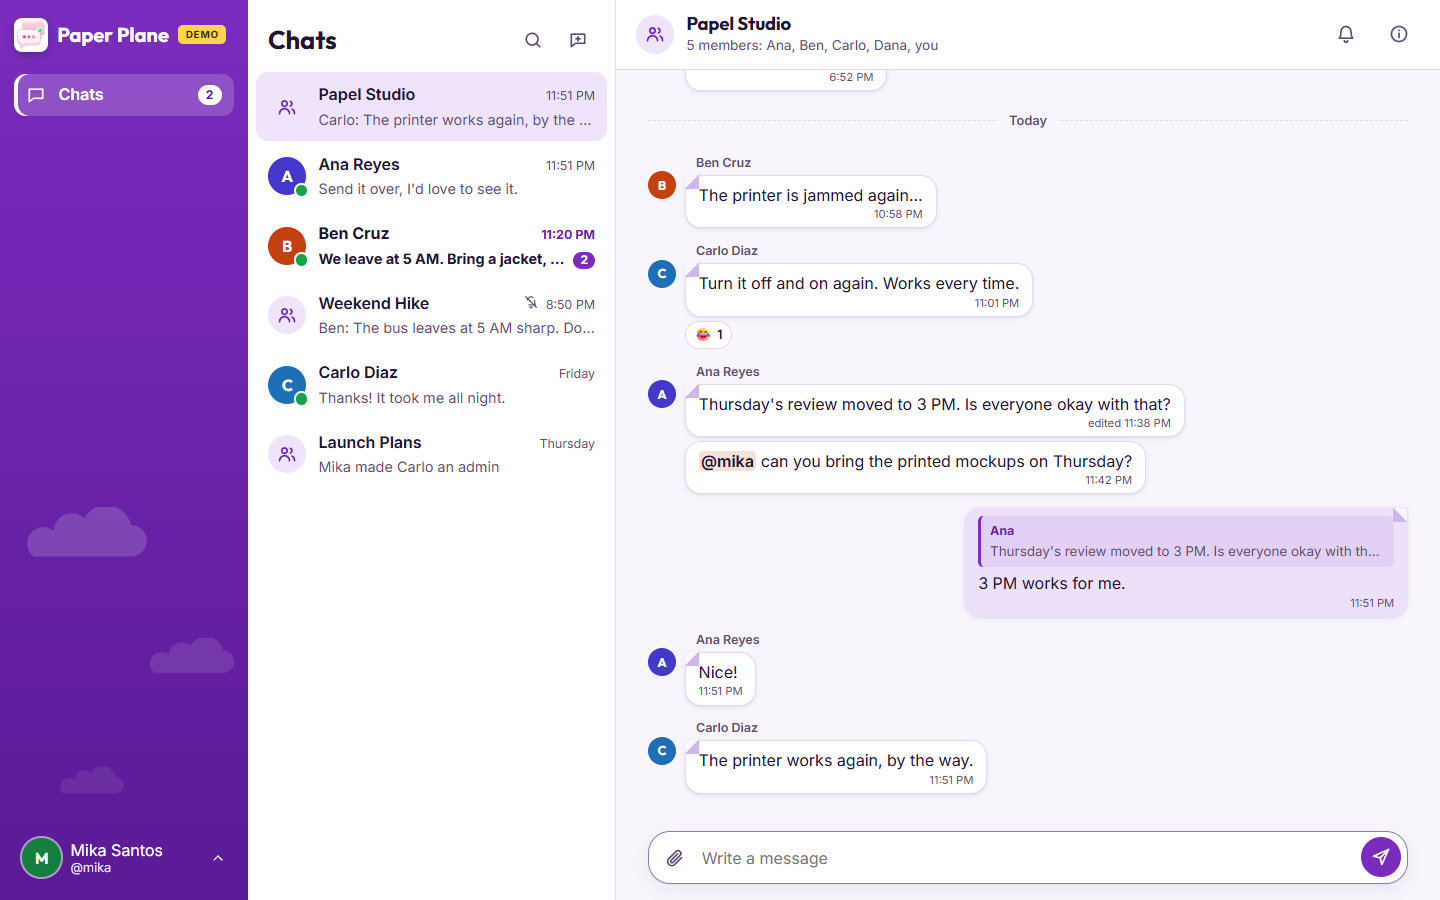 Paper Plane
DEMO
Chats
2
Mika Santos
@mika
M
Chats
Papel Studio
11:51 PM
Carlo: The printer works again, by the ...
A
Ana Reyes
11:51 PM
Send it over, I'd love to see it.
B
Ben Cruz
11:20 PM
We leave at 5 AM. Bring a jacket, ...
2
Weekend Hike
8:50 PM
Ben: The bus leaves at 5 AM sharp. Do...
C
Carlo Diaz
Friday
Thanks! It took me all night.
Launch Plans
Thursday
Mika made Carlo an admin
Papel Studio
5 members: Ana, Ben, Carlo, Dana, you
6:52 PM
Today
Ben Cruz
B
The printer is jammed again...
10:58 PM
Carlo Diaz
C
Turn it off and on again. Works every time.
11:01 PM
😂 1
Ana Reyes
A
Thursday's review moved to 3 PM. Is everyone okay with that?
edited 11:38 PM
@mika can you bring the printed mockups on Thursday?
11:42 PM
Ana
Thursday's review moved to 3 PM. Is everyone okay with th...
3 PM works for me.
11:51 PM
Ana Reyes
A
Nice!
11:51 PM
Carlo Diaz
C
The printer works again, by the way.
11:51 PM
Write a message